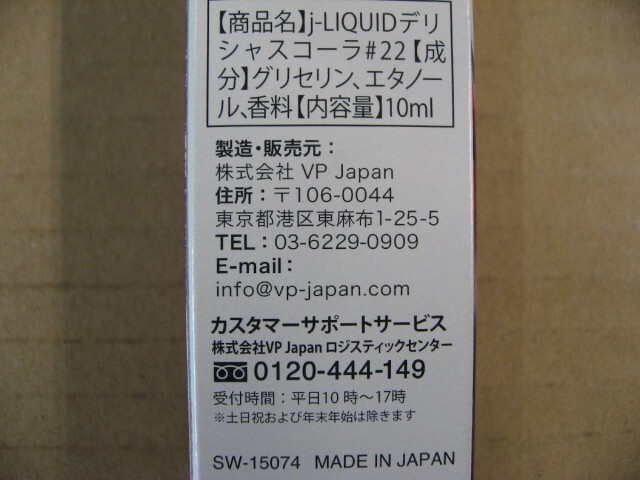 【商品名】j-LIQUIDデリ
シャスコーラ#22【成
分】グリセリン、エタノー
ル、香料【内容量】10ml
製造・販売元：
株式会社 VP Japan
住所：〒106-0044
東京都港区東麻布1-25-5
TEL：03-6229-0909
E-mail：
info@vp-japan.com
カスタマーサポートサービス
株式会社VP Japan ロジスティックセンター
0120-444-149
受付時間：平日10時〜17時
※土日祝および年末年始は除きます
SW-15074 MADE IN JAPAN